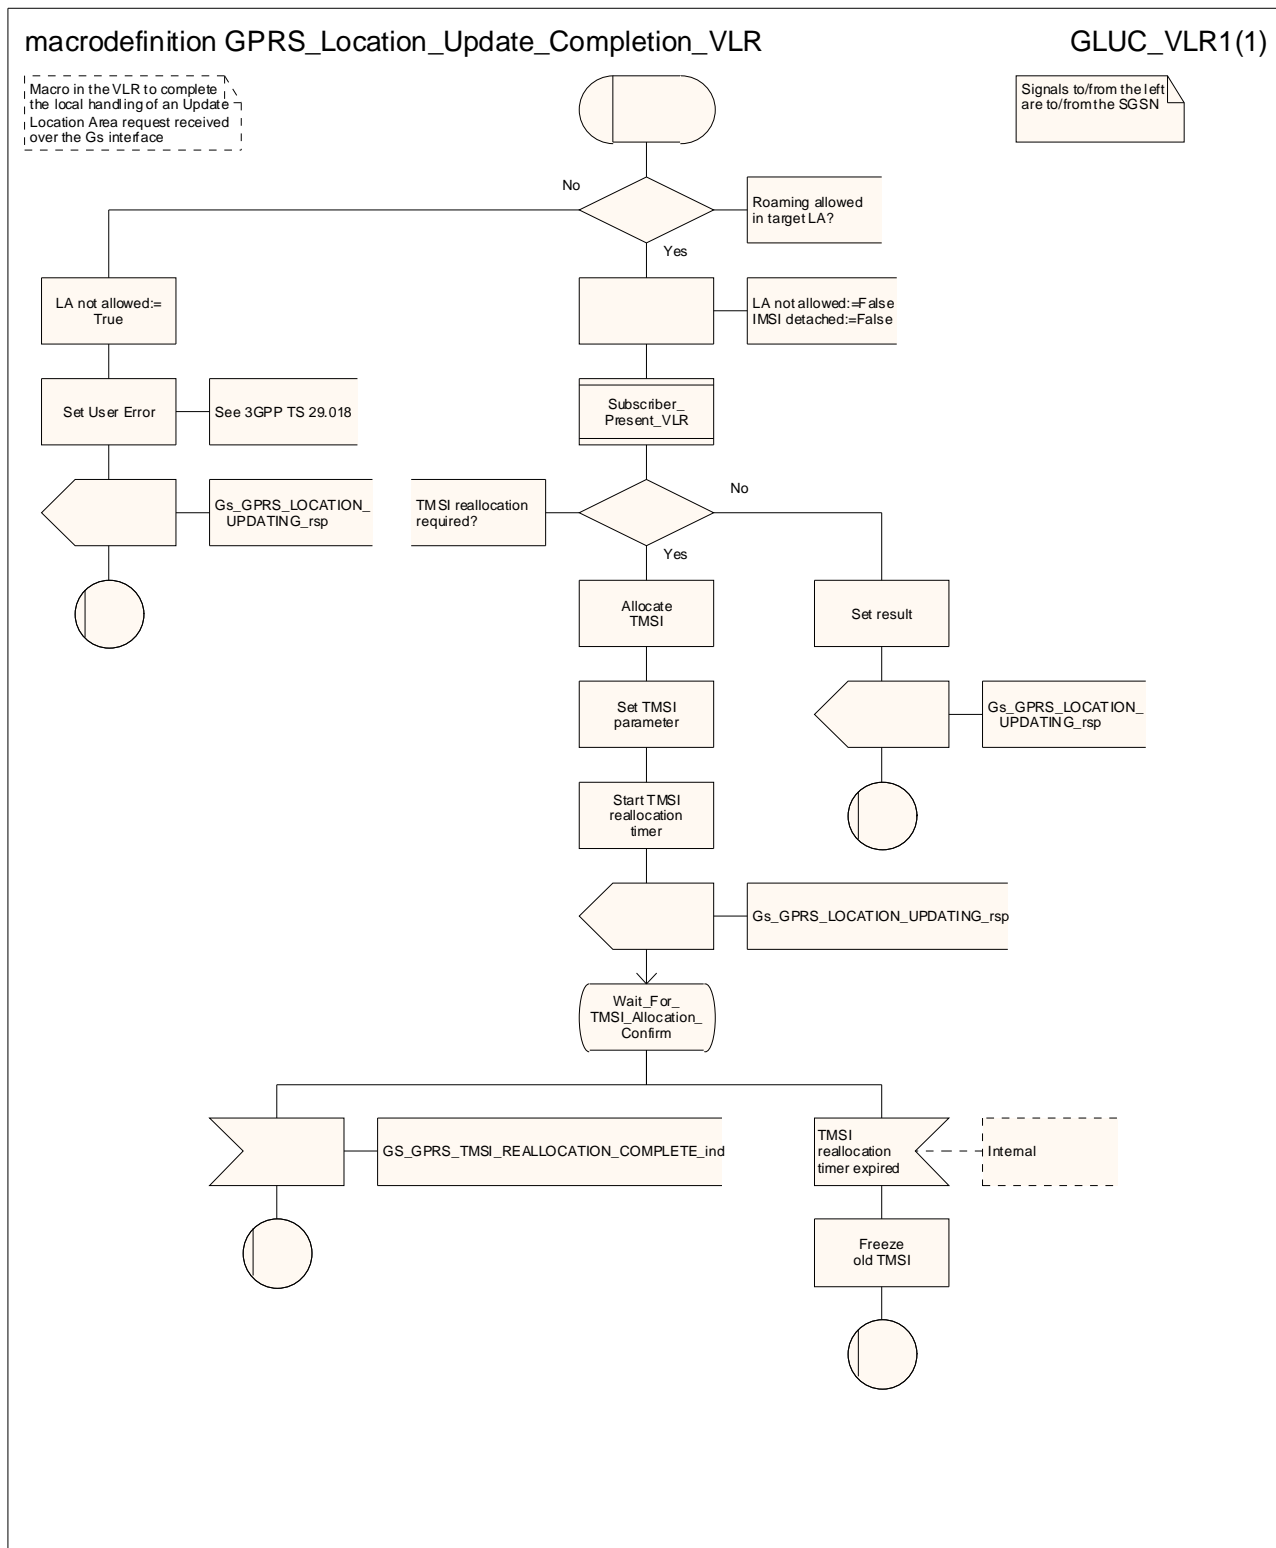 macrodefinition GPRS_Location_Update_Completion_VLR
GLUC_VLR1(1)
Macro in the VLR to complete
the local handling of an Update
Location Area request received
over the Gs interface
Signals to/from the left
are to/from the SGSN
No
Roaming allowed
in target LA?
Yes
LA not allowed:=
True
LA not allowed:=False
IMSI detached:=False
Set User Error
See 3GPP TS 29.018
Subscriber_
Present_VLR
Gs_GPRS_LOCATION_
UPDATING_rsp
TMSI reallocation
required?
No
Yes
Allocate
TMSI
Set result
Set TMSI
parameter
Gs_GPRS_LOCATION_
UPDATING_rsp
Start TMSI
reallocation
timer
Gs_GPRS_LOCATION_UPDATING_rsp
Wait_For_
TMSI_Allocation_
Confirm
GS_GPRS_TMSI_REALLOCATION_COMPLETE_ind
TMSI
reallocation
timer expired
Internal
Freeze
old TMSI